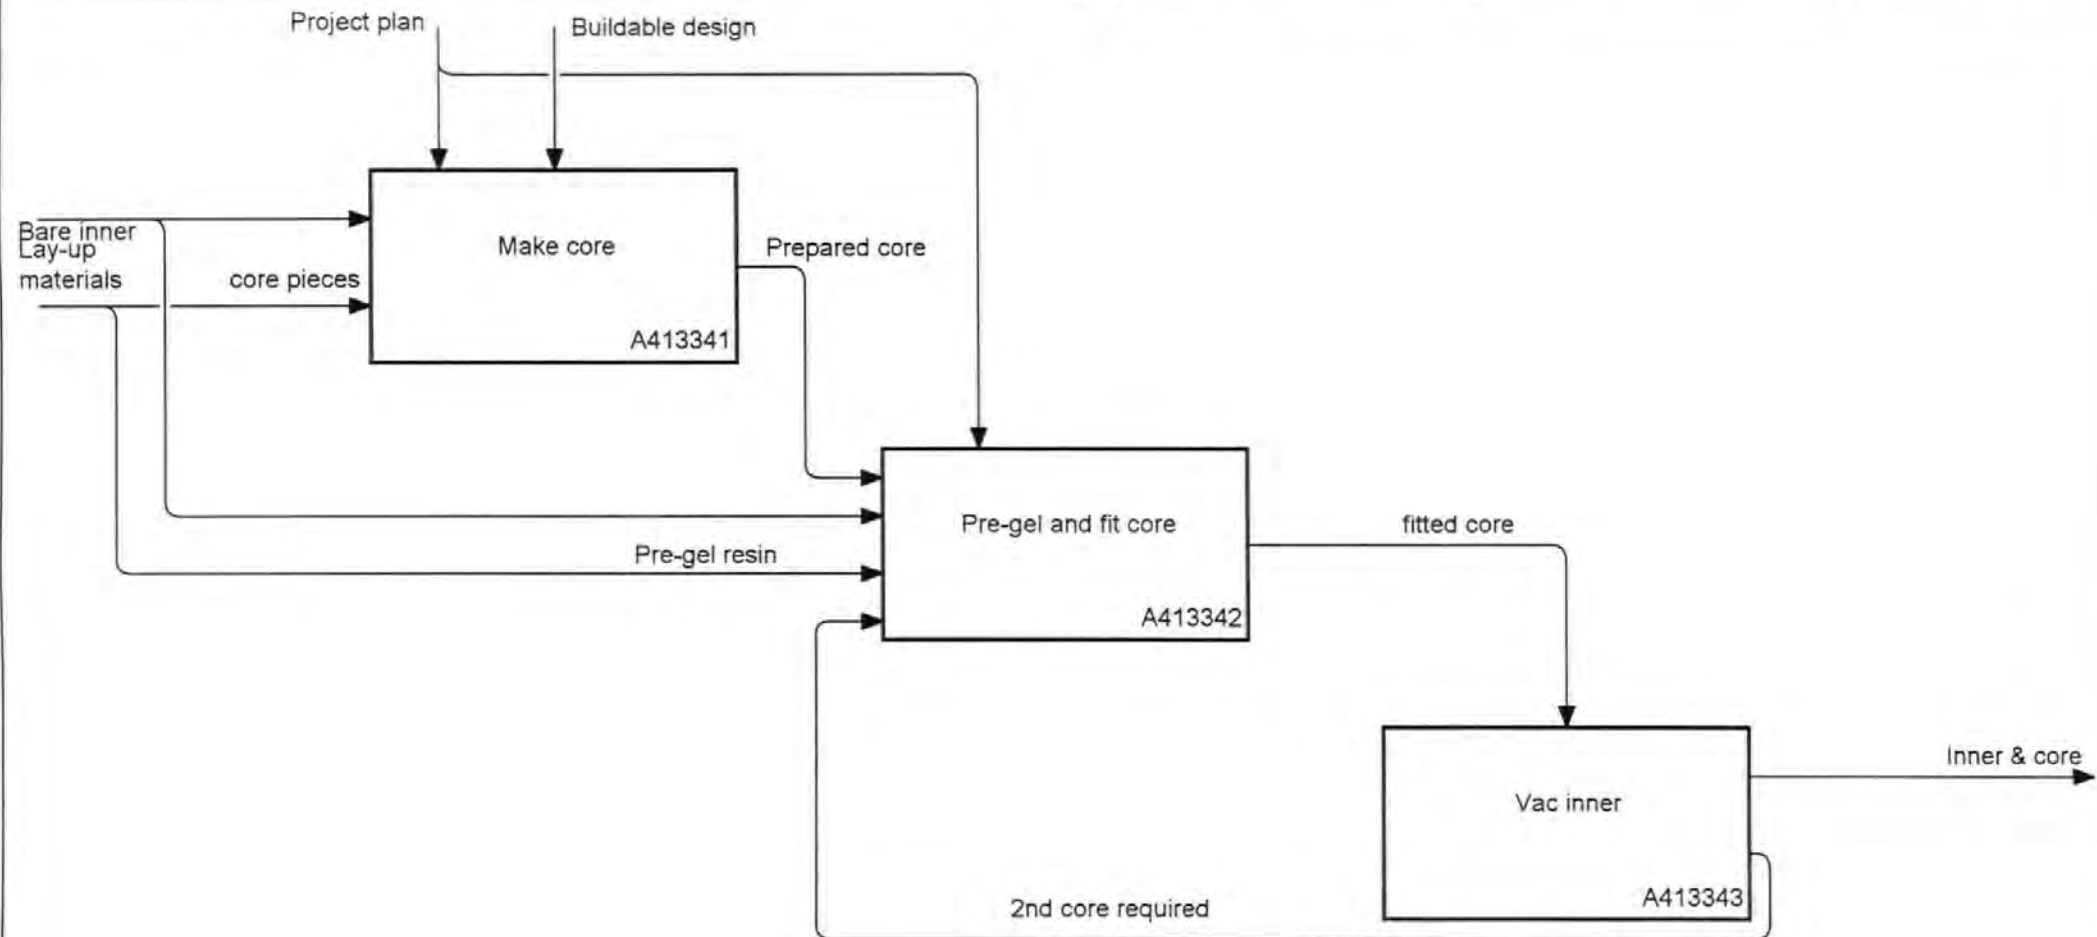 Project plan
Buildable design
Bare inner
Lay-up
materials
core pieces
Make core
A413341
Prepared core
Pre-gel and fit core
A413342
Pre-gel resin
fitted core
Vac inner
A413343
Inner & core
2nd core required